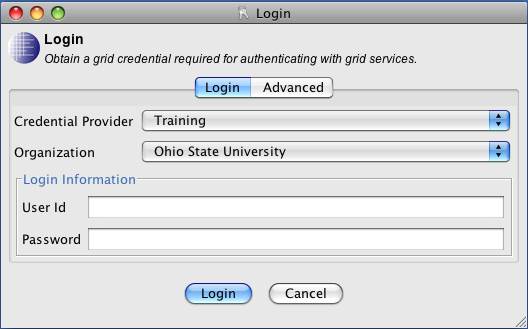 Login
Login
Obtain a grid credential required for authenticating with grid services.
Login Advanced
Credential Provider Training
Organization Ohio State University
Login Information
User Id
Password
Login Cancel